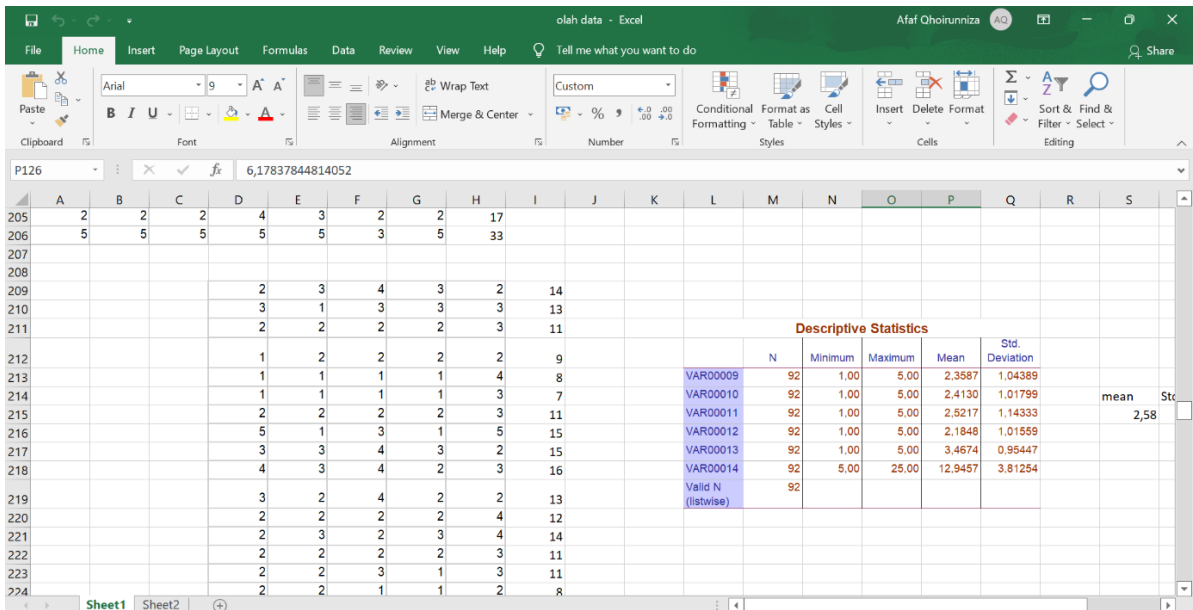 olah data - Excel
Afaf Qhoirunniza AQ
File Home Insert Page Layout Formulas Data Review View Help Tell me what you want to do Share
Arial 9 A A Wrap Text Custom
Paste B I U A Merge & Center % Conditional Formatting Format as Table Cell Styles Insert Delete Format Sort & Filter Find & Select
Clipboard Font Alignment Number Styles Cells Editing
P126 fx 6,17837844814052
A B C D E F G H I J K L M N O P Q R S
205 2 2 2 4 3 2 2 17
206 5 5 5 5 5 3 5 33
207
208
209 2 3 4 3 2 14
210 3 1 3 3 3 13
211 2 2 2 2 3 11 Descriptive Statistics
212 1 2 2 2 2 9 N Minimum Maximum Mean Std. Deviation
213 1 1 1 1 4 8 VAR00009 92 1,00 5,00 2,3587 1,04389
214 1 1 1 1 3 7 VAR00010 92 1,00 5,00 2,4130 1,01799 mean
215 2 2 2 2 3 11 VAR00011 92 1,00 5,00 2,5217 1,14333 2,58
216 5 1 3 1 5 15 VAR00012 92 1,00 5,00 2,1848 1,01559
217 3 3 4 3 2 15 VAR00013 92 1,00 5,00 3,4674 0,95447
218 4 3 4 2 3 16 VAR00014 92 5,00 25,00 12,9457 3,81254
219 3 2 4 2 2 13 Valid N (listwise) 92
220 2 2 2 2 4 12
221 2 3 2 3 4 14
222 2 2 2 2 3 11
223 2 2 3 1 3 11
224 2 2 1 1 2 8
Sheet1 Sheet2